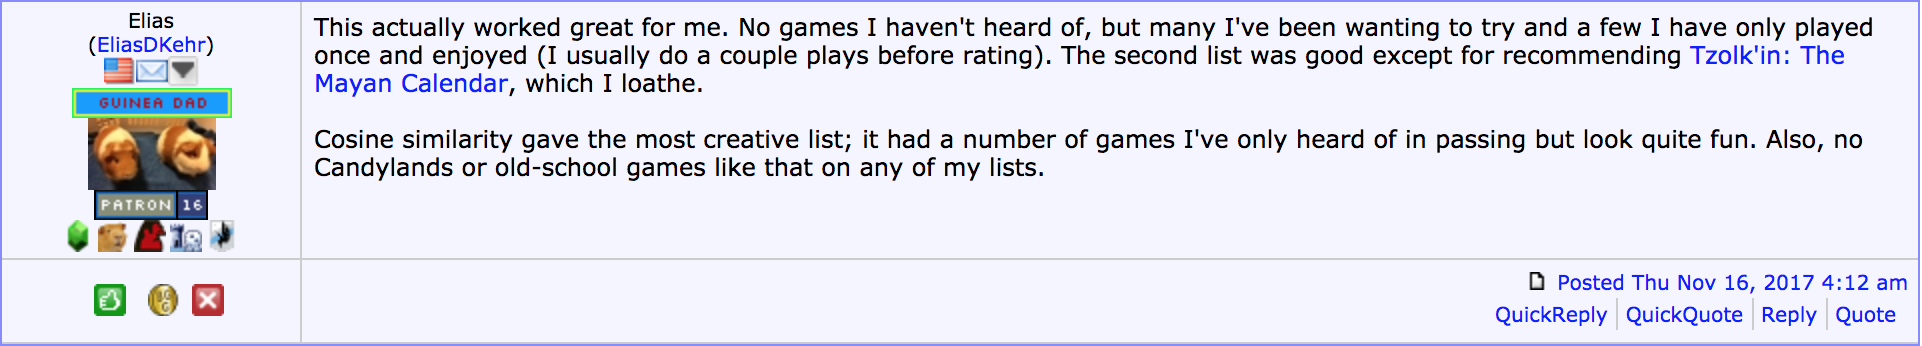 Elias
(EliasDKehr)
GUINEA DAD
PATRON 16
This actually worked great for me. No games I haven't heard of, but many I've been wanting to try and a few I have only played
once and enjoyed (I usually do a couple plays before rating). The second list was good except for recommending Tzolk'in: The
Mayan Calendar, which I loathe.
Cosine similarity gave the most creative list; it had a number of games I've only heard of in passing but look quite fun. Also, no
Candylands or old-school games like that on any of my lists.
Posted Thu Nov 16, 2017 4:12 am
QuickReply QuickQuote Reply Quote